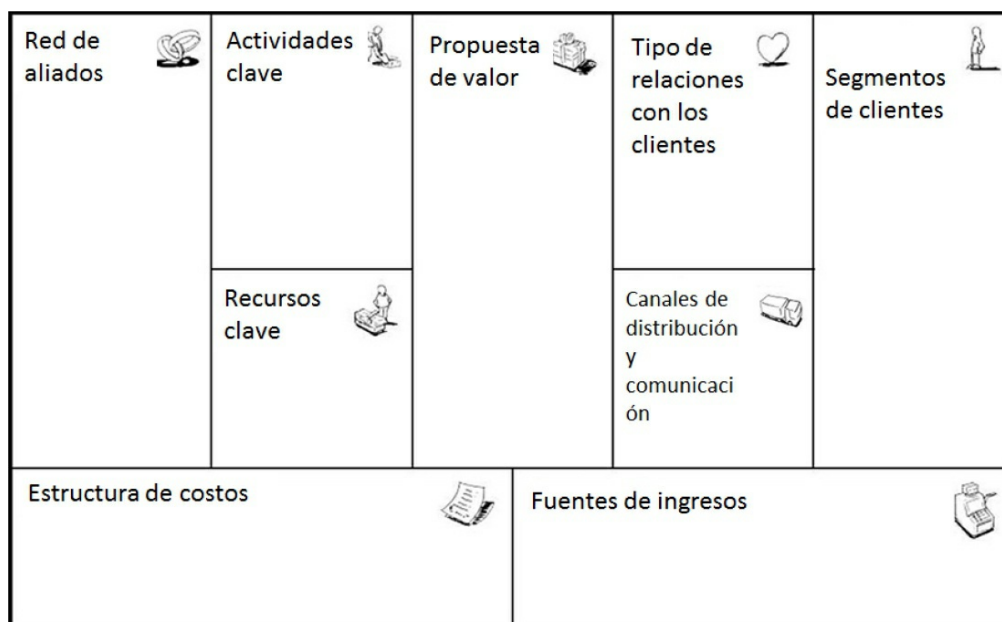 Red de
aliados
Actividades
clave
Recursos
clave
Propuesta
de valor
Tipo de
relaciones
con los
clientes
Canales de
distribución
y
comunicaci
ón
Segmentos
de clientes
Estructura de costos
Fuentes de ingresos